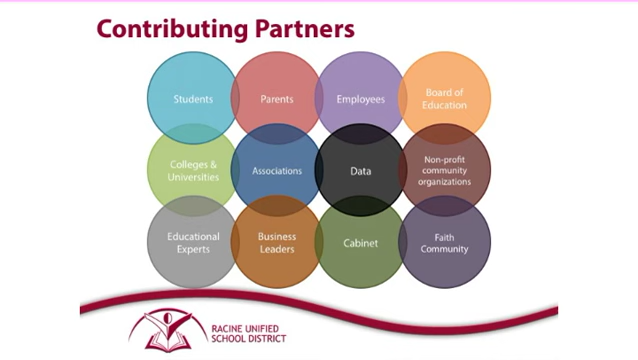 Contributing Partners
Students
Parents
Employees
Board of
Education
Colleges &
Universities
Associations
Data
Non-profit
community
organizations
Educational
Experts
Business
Leaders
Cabinet
Faith
Community
RACINE UNIFIED
SCHOOL DISTRICT